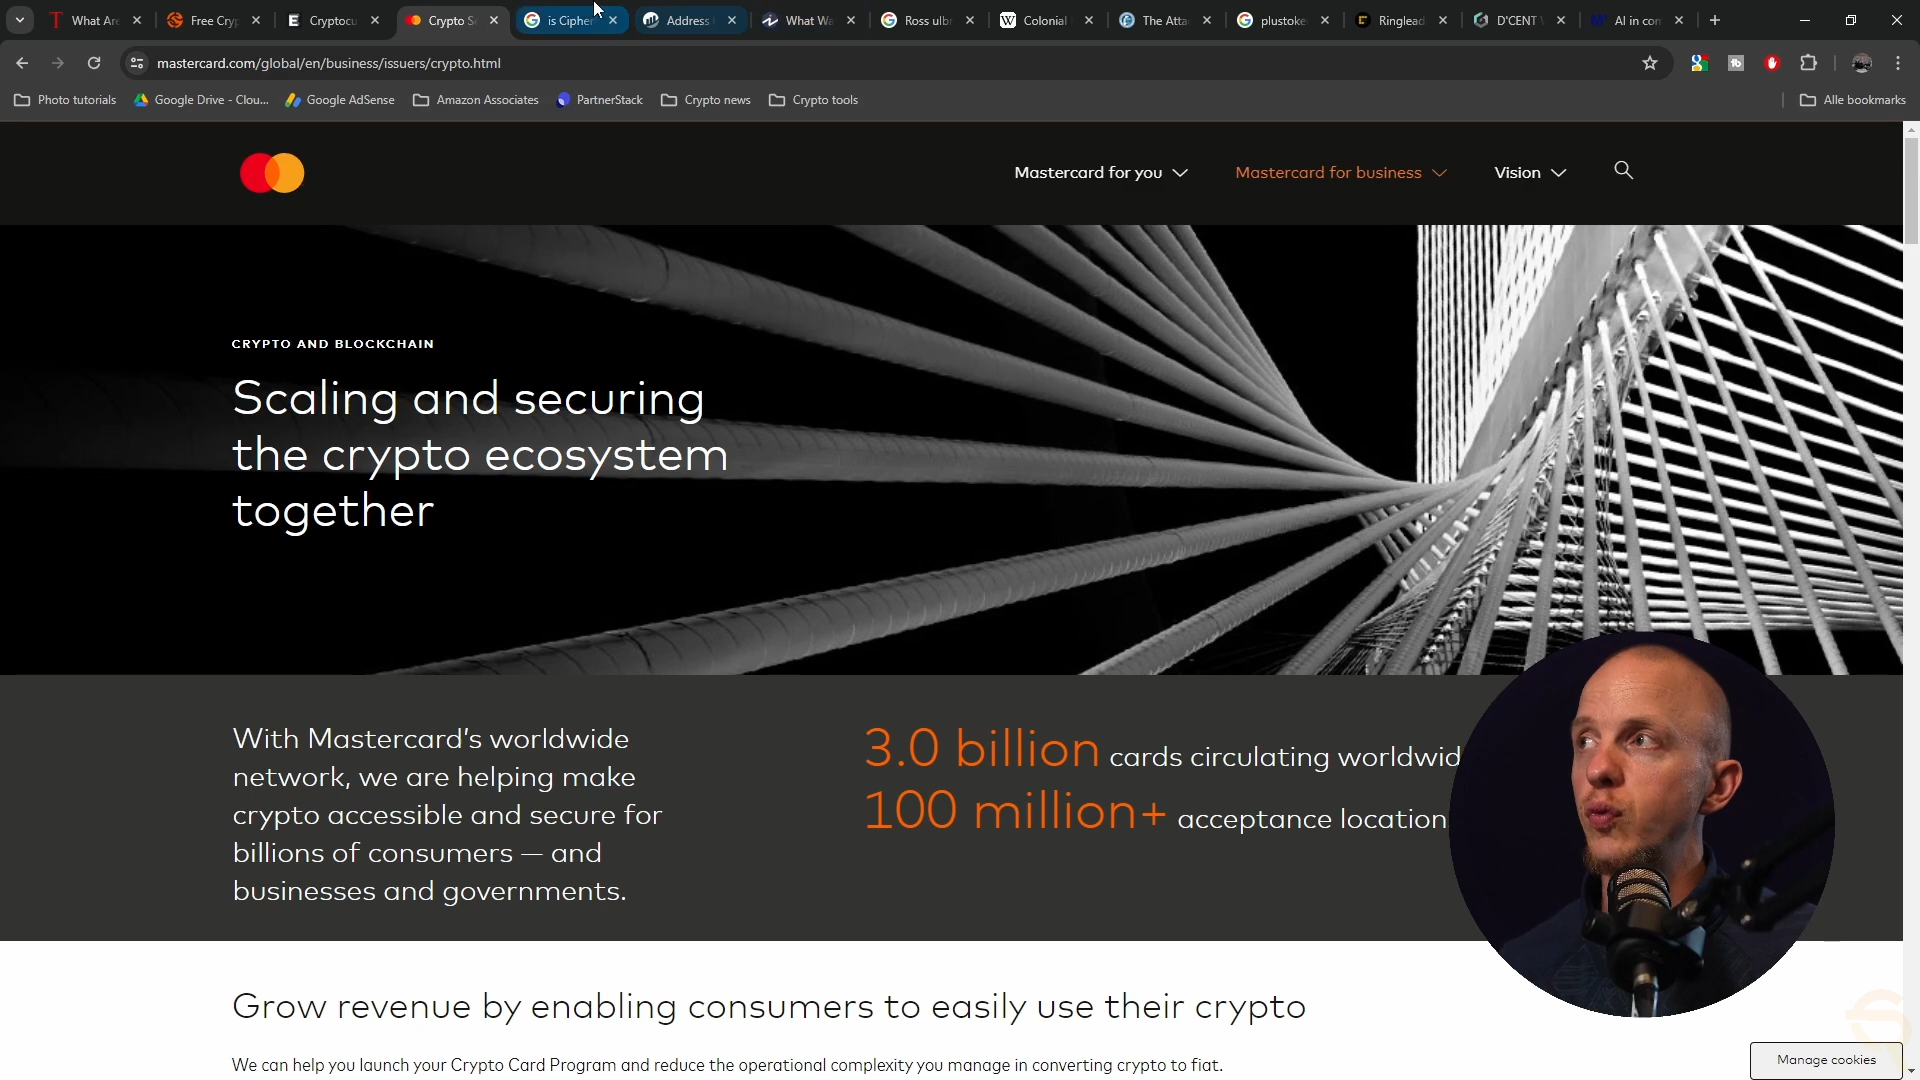 What Are
Free Cryp
Cryptocu
Crypto Se
is Cipher
Address
What Wa
Ross ulb
Colonial
The Atta
plustoke
Ringlead
D'CENT
AI in con
mastercard.com/global/en/business/issuers/crypto.html
Photo tutorials
Google Drive - Clou...
Google AdSense
Amazon Associates
PartnerStack
Crypto news
Crypto tools
Alle bookmarks
Mastercard for you
Mastercard for business
Vision
CRYPTO AND BLOCKCHAIN
Scaling and securing
the crypto ecosystem
together
With Mastercard's worldwide
network, we are helping make
crypto accessible and secure for
billions of consumers — and
businesses and governments.
3.0 billion cards circulating worldwid
100 million+ acceptance location
Grow revenue by enabling consumers to easily use their crypto
We can help you launch your Crypto Card Program and reduce the operational complexity you manage in converting crypto to fiat.
Manage cookies